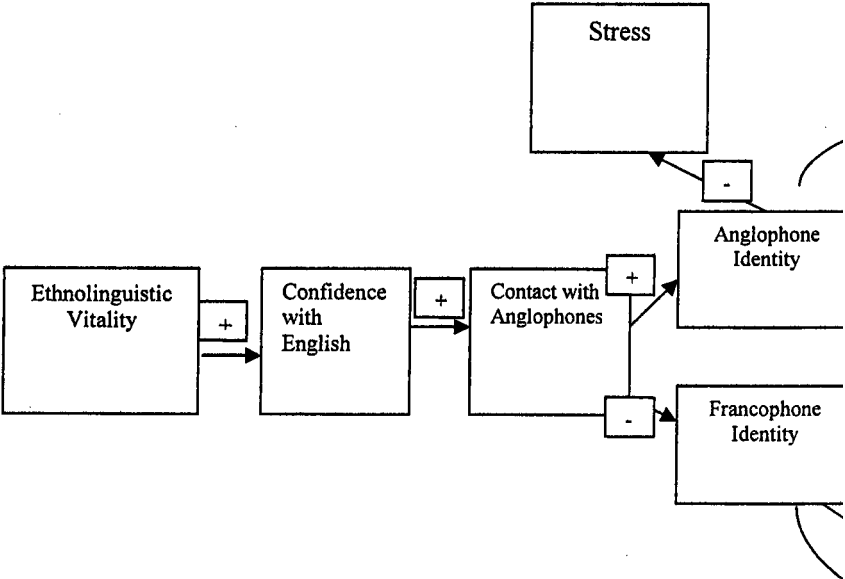 Stress
-
Anglophone
Identity
Ethnolinguistic
Vitality
+
Confidence
with
English
+
Contact with
Anglophones
+
-
Francophone
Identity